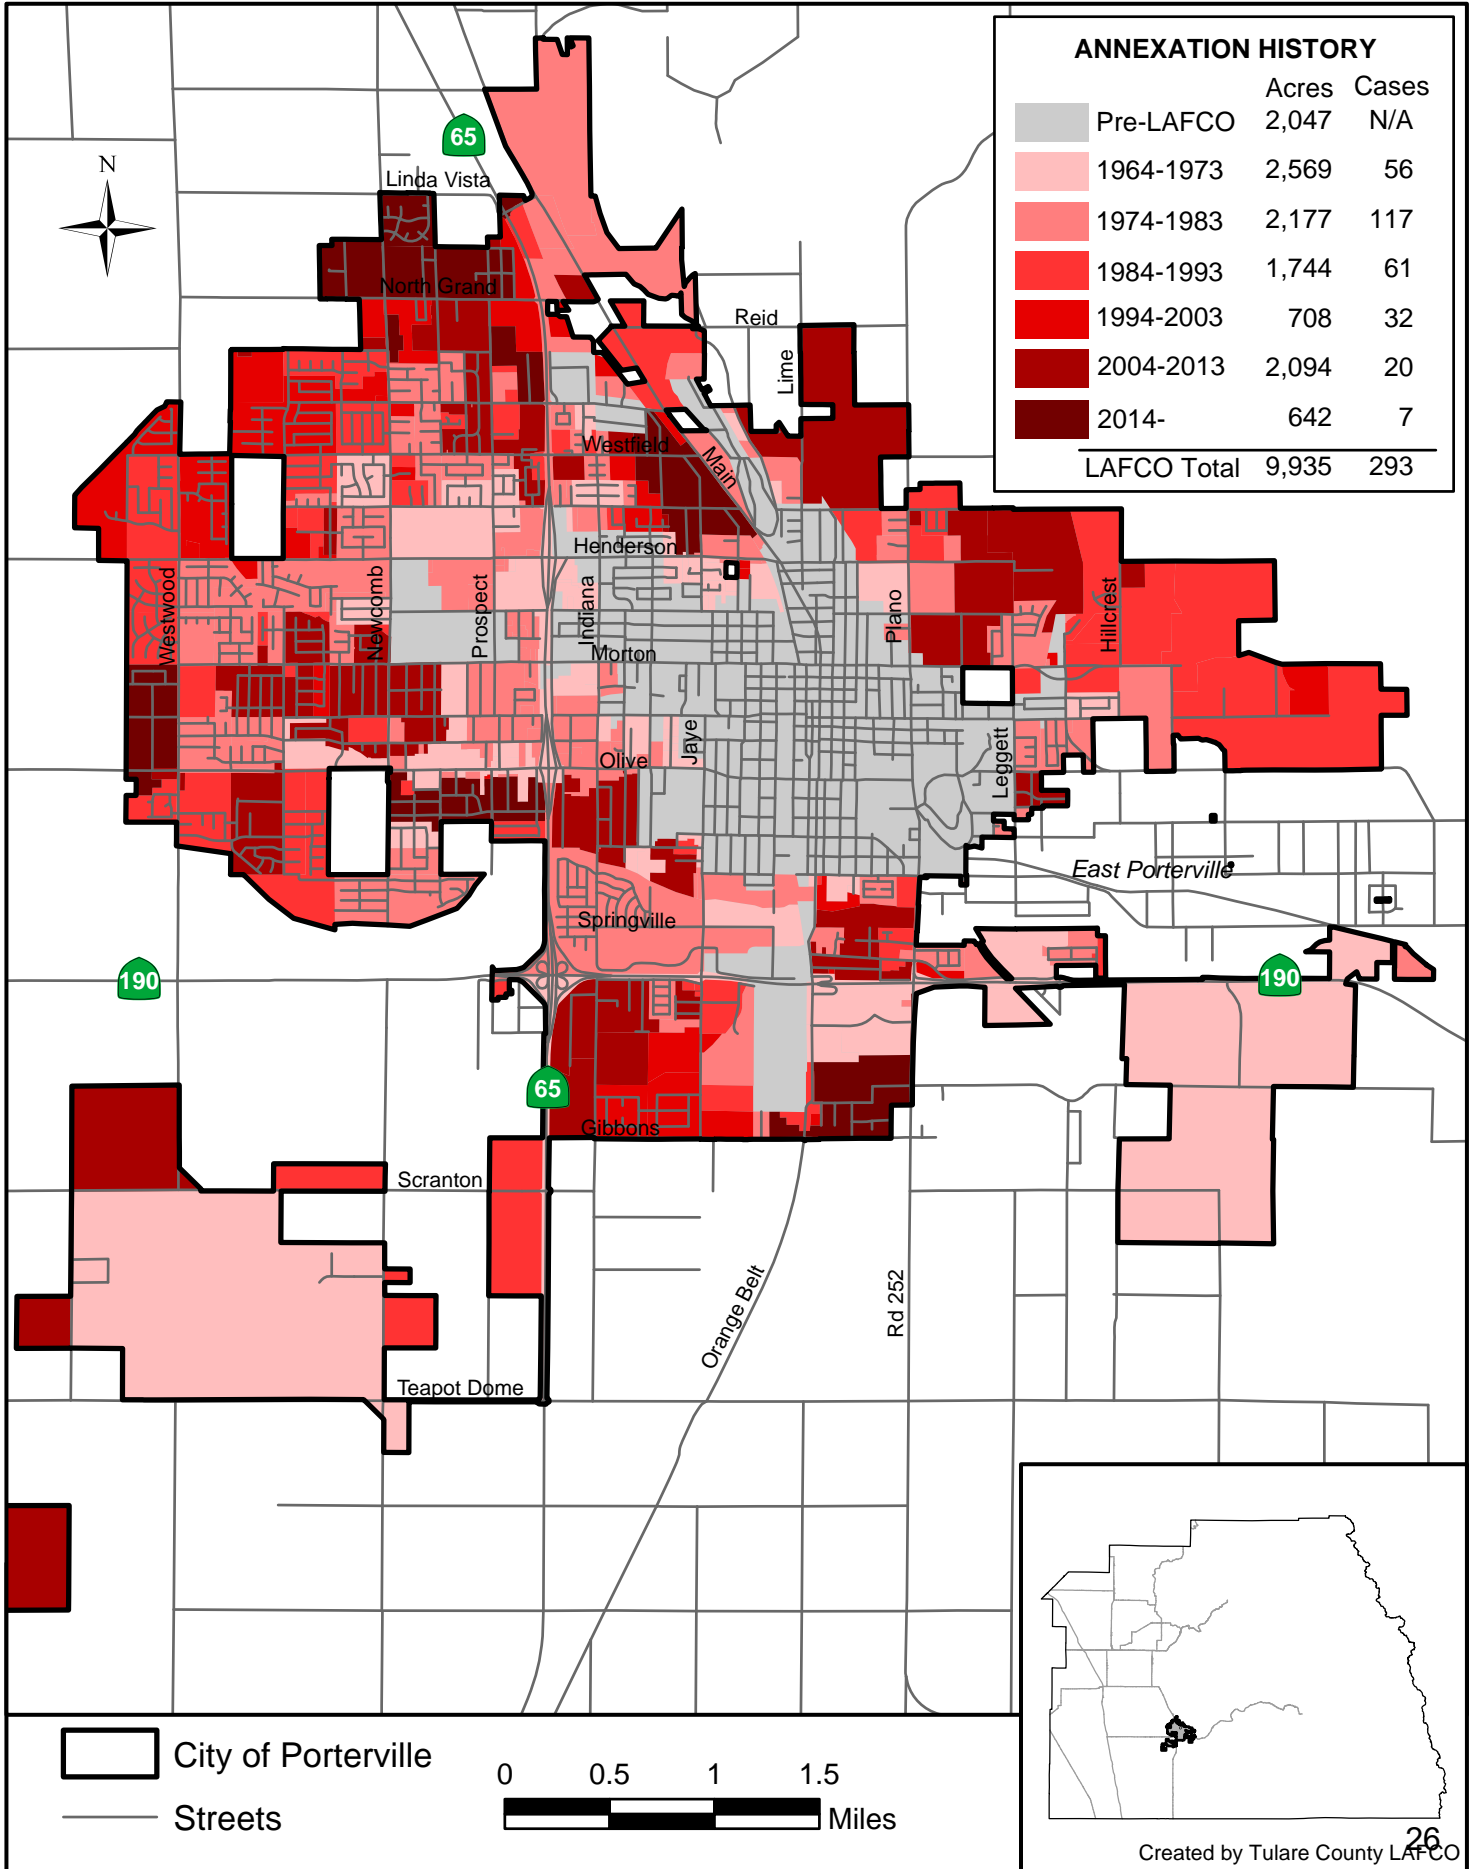 ANNEXATION HISTORY
Acres Cases
Pre-LAFCO 2,047 N/A
1964-1973 2,569 56
1974-1983 2,177 117
1984-1993 1,744 61
1994-2003 708 32
2004-2013 2,094 20
2014- 642 7
LAFCO Total 9,935 293
65
N
Linda Vista
North Grand
Reid
Lime
Westfield
Main
Henderson
Westwood
Newcomb
Prospect
Indiana
Plano
Hillcrest
Morton
Jaye
Olive
Leggett
East Porterville
Springville
190
190
65
Gibbons
Scranton
Orange Belt
Rd 252
Teapot Dome
City of Porterville
Streets
0 0.5 1 1.5
Miles
26
Created by Tulare County LAFCO